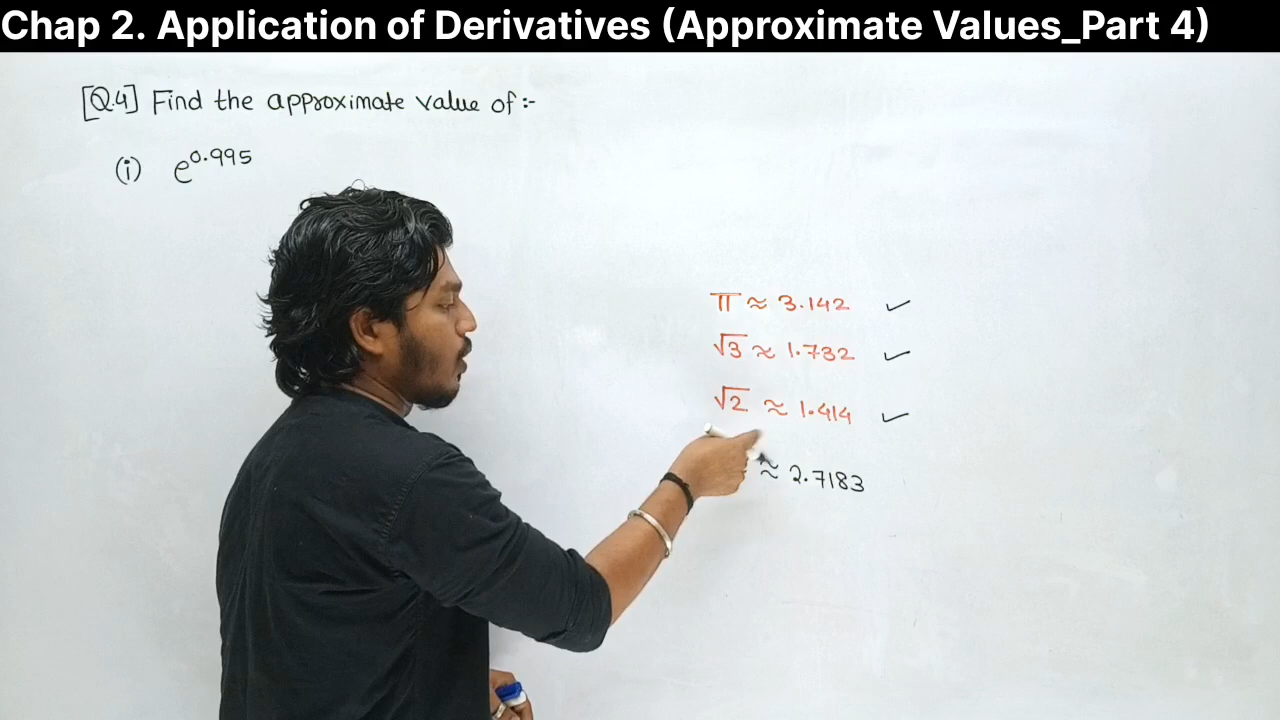 Chap 2. Application of Derivatives (Approximate Values_Part 4)
[Q.4] Find the approximate value of :-
(i) e^0.995
π ≈ 3.142 ✓
√3 ≈ 1.732 ✓
√2 ≈ 1.414 ✓
≈ 2.7183